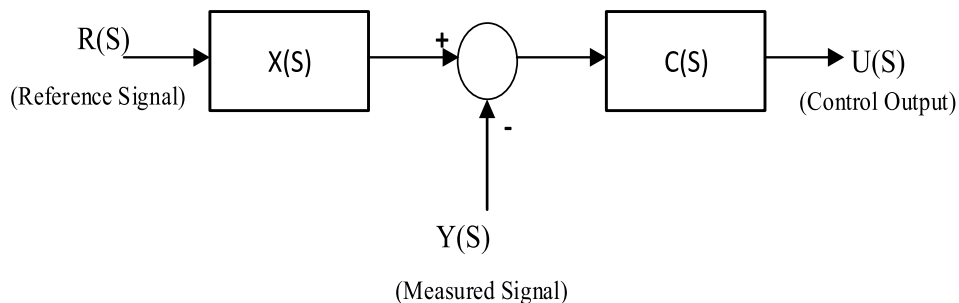 R(S)
(Reference Signal)
X(S)
+
-
C(S)
U(S)
(Control Output)
Y(S)
(Measured Signal)